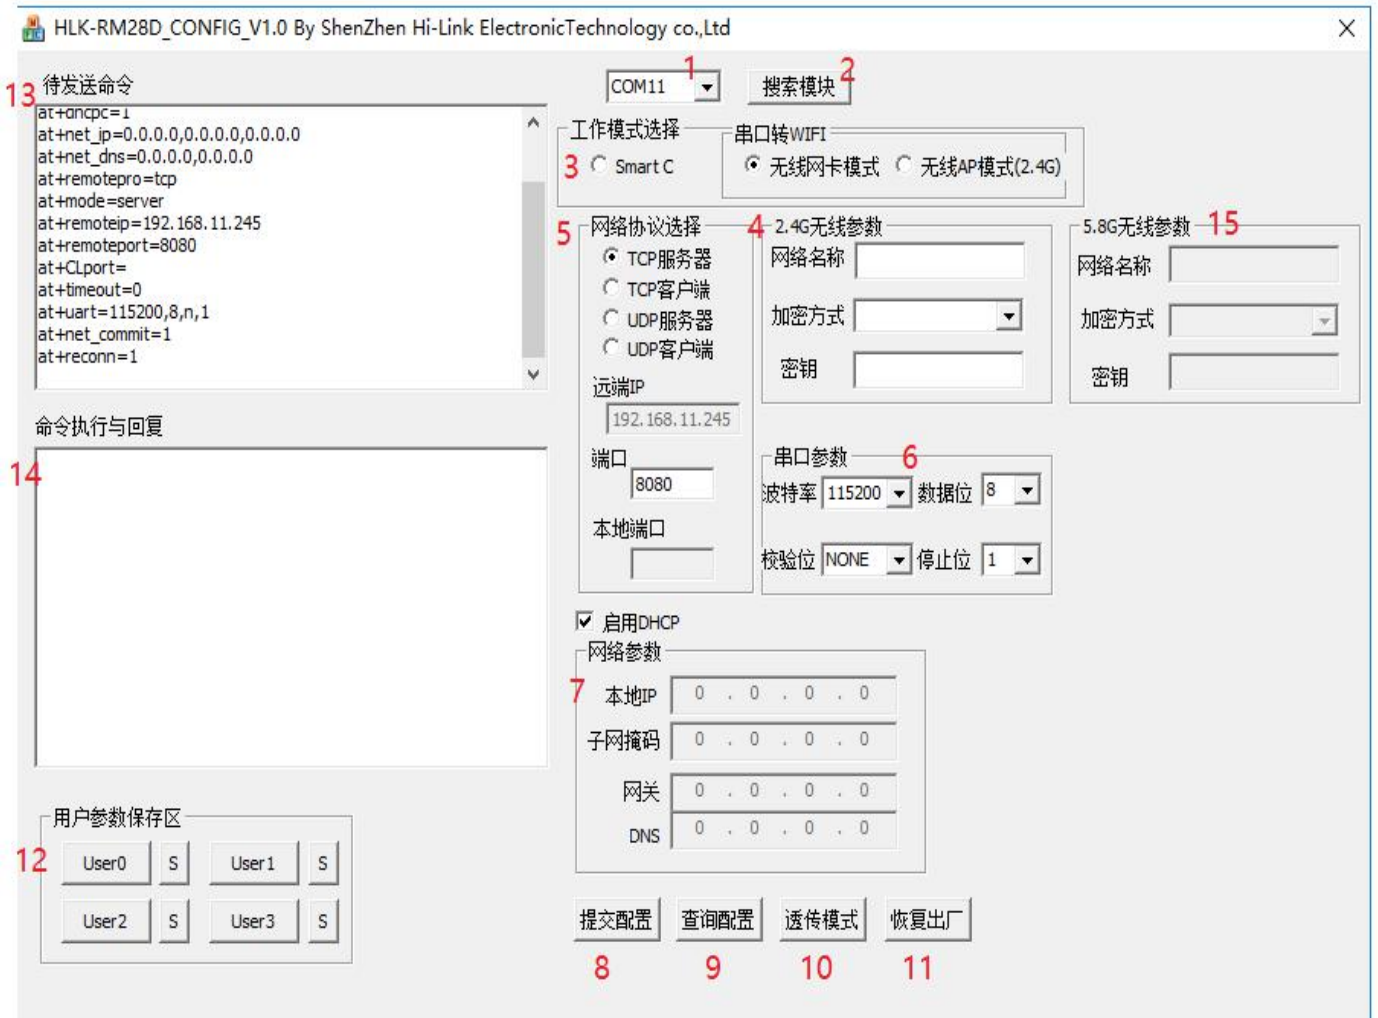 HLK-RM28D_CONFIG_V1.0 By ShenZhen Hi-Link ElectronicTechnology co.,Ltd
13 待发送命令
at+dhcpc=1
at+net_ip=0.0.0.0,0.0.0.0,0.0.0.0
at+net_dns=0.0.0.0,0.0.0.0
at+remotepro=tcp
at+mode=server
at+remoteip=192.168.11.245
at+remoteport=8080
at+CLport=
at+timeout=0
at+uart=115200,8,n,1
at+net_commit=1
at+reconn=1
命令执行与回复
14
用户参数保存区
12
User0 S User1 S
User2 S User3 S
COM11 1 搜索模块 2
工作模式选择
3 Smart C
串口转WIFI
无线网卡模式 无线AP模式(2.4G)
5 网络协议选择
TCP服务器
TCP客户端
UDP服务器
UDP客户端
远端IP
192.168.11.245
端口
8080
本地端口
4 2.4G无线参数
网络名称
加密方式
密钥
5.8G无线参数 15
网络名称
加密方式
密钥
串口参数 6
波特率 115200 数据位 8
校验位 NONE 停止位 1
启用DHCP
网络参数
7 本地IP 0 . 0 . 0 . 0
子网掩码 0 . 0 . 0 . 0
网关 0 . 0 . 0 . 0
DNS 0 . 0 . 0 . 0
提交配置 查询配置 透传模式 恢复出厂
8 9 10 11